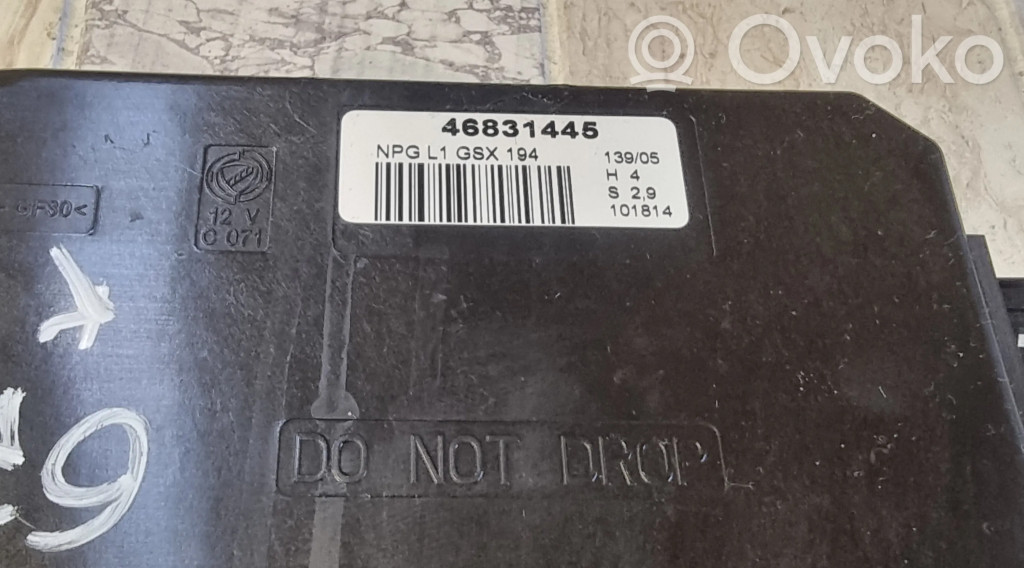 Ovoko
46831445
NPG L1 GSX 194
139/05
H 4
S 2,9
101814
12 V
C 071
DO NOT DROP